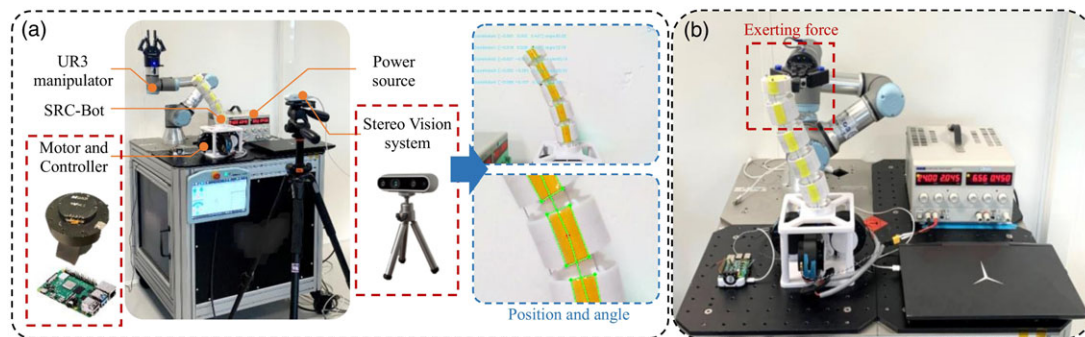 (a)
UR3
manipulator
SRC-Bot
Motor and
Controller
Power
source
Stereo Vision
system
Position and angle
(b)
Exerting force